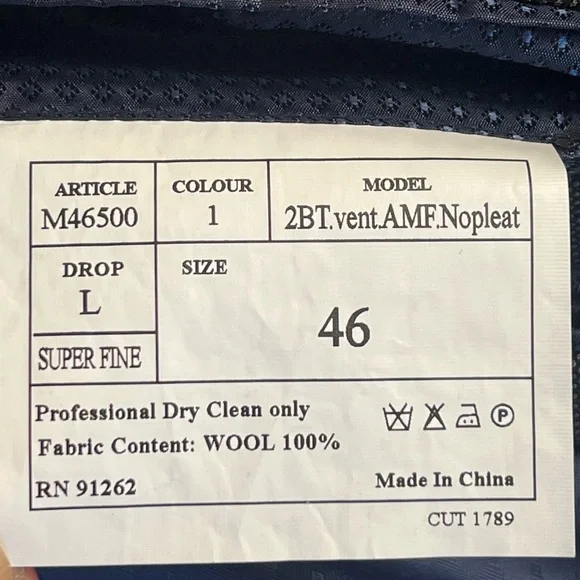 ARTICLE COLOUR MODEL
M46500 1 2BT.vent.AMF.Nopleat
DROP SIZE
L
46
SUPER FINE
Professional Dry Clean only
P
Fabric Content: WOOL 100%
RN 91262 Made In China
CUT 1789